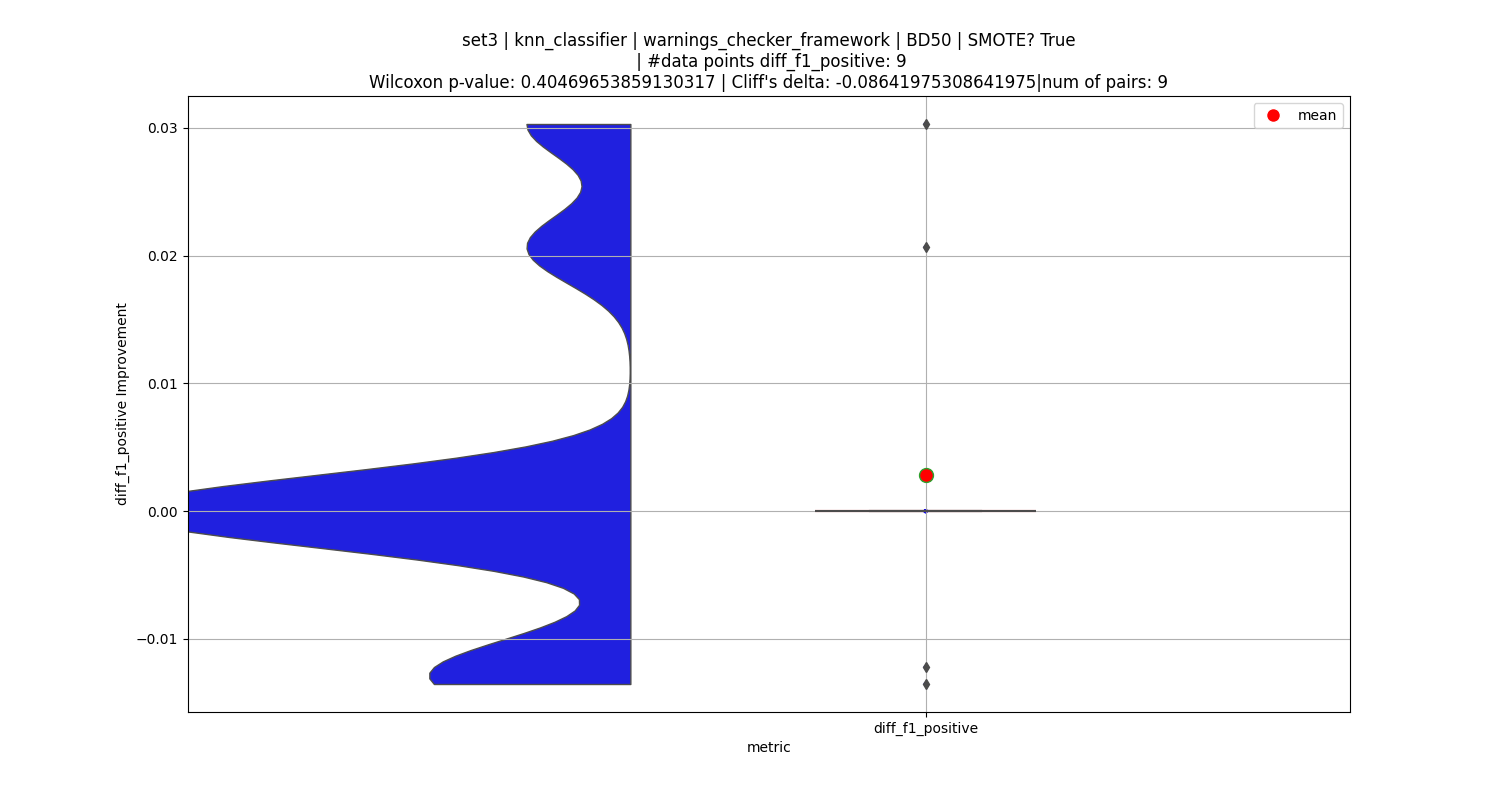 set3 | knn_classifier | warnings_checker_framework | BD50 | SMOTE? True
| #data points diff_f1_positive: 9
Wilcoxon p-value: 0.40469653859130317 | Cliff's delta: -0.08641975308641975|num of pairs: 9
mean
0.03
0.02
0.01
0.00
−0.01
diff_f1_positive Improvement
diff_f1_positive
metric